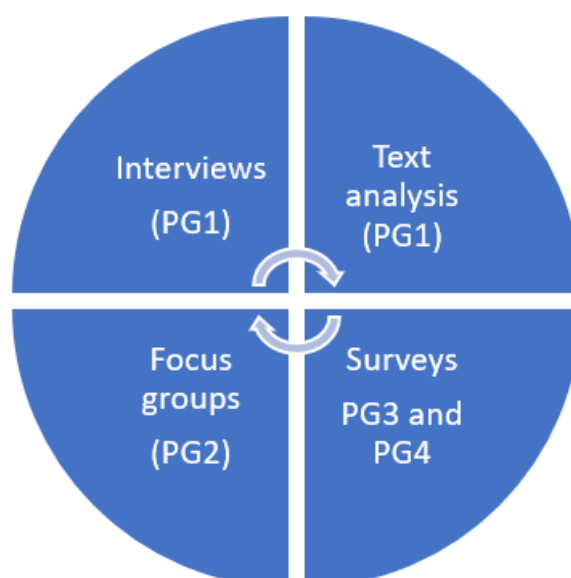 Interviews
(PG1)
Text
analysis
(PG1)
Focus
groups
(PG2)
Surveys
PG3 and
PG4